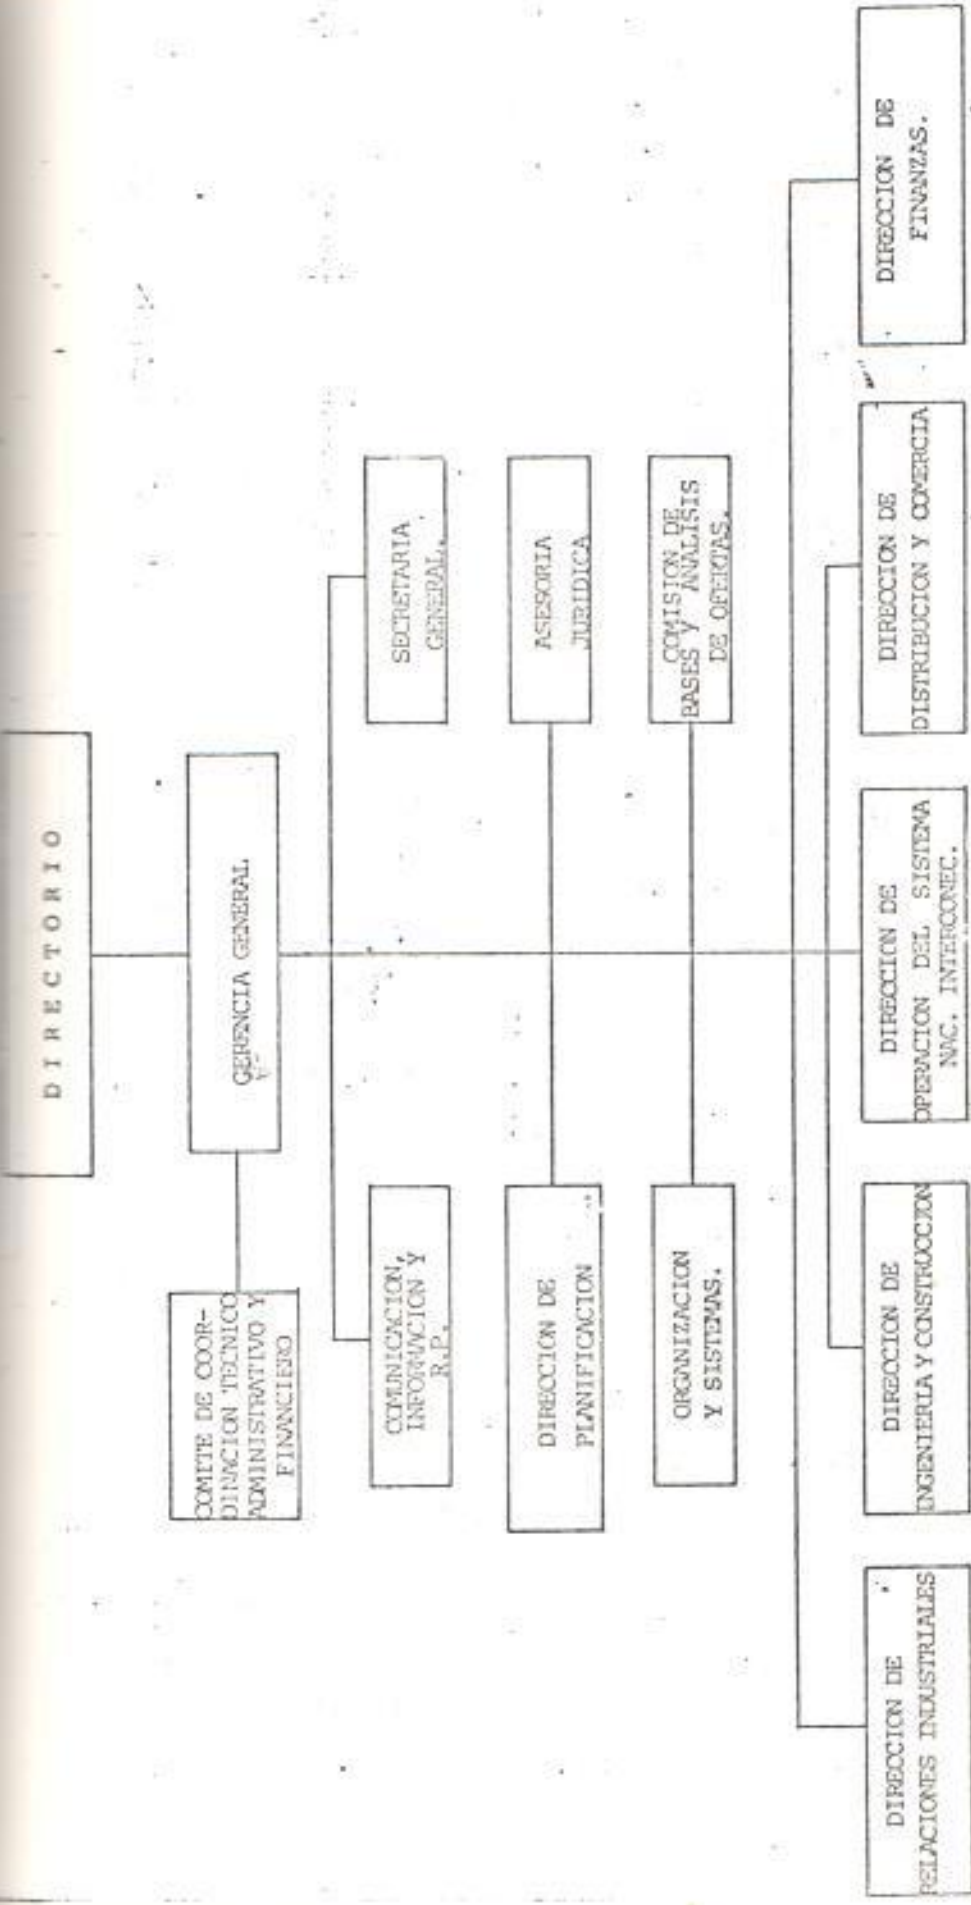 D I R E C T O R I O
GERENCIA GENERAL
COMITE DE COOR-
DINACION TECNICO
ADMINISTRATIVO Y
FINANCIERO
COMUNICACION,
INFORMACION Y
R.P.
SECRETARIA
GENERAL.
DIRECCION DE
PLANIFICACION
ASESORIA
JURIDICA
ORGANIZACION
Y SISTEMAS.
COMISION DE
BASES Y ANALISIS
DE OFERTAS.
DIRECCION DE
RELACIONES INDUSTRIALES
DIRECCION DE
INGENIERIA Y CONSTRUCCION
DIRECCION DE
OPERACION DEL SISTEMA
NAC. INTERCONEC.
DIRECCION DE
DISTRIBUCION Y COMERCIA
DIRECCION DE
FINANZAS.